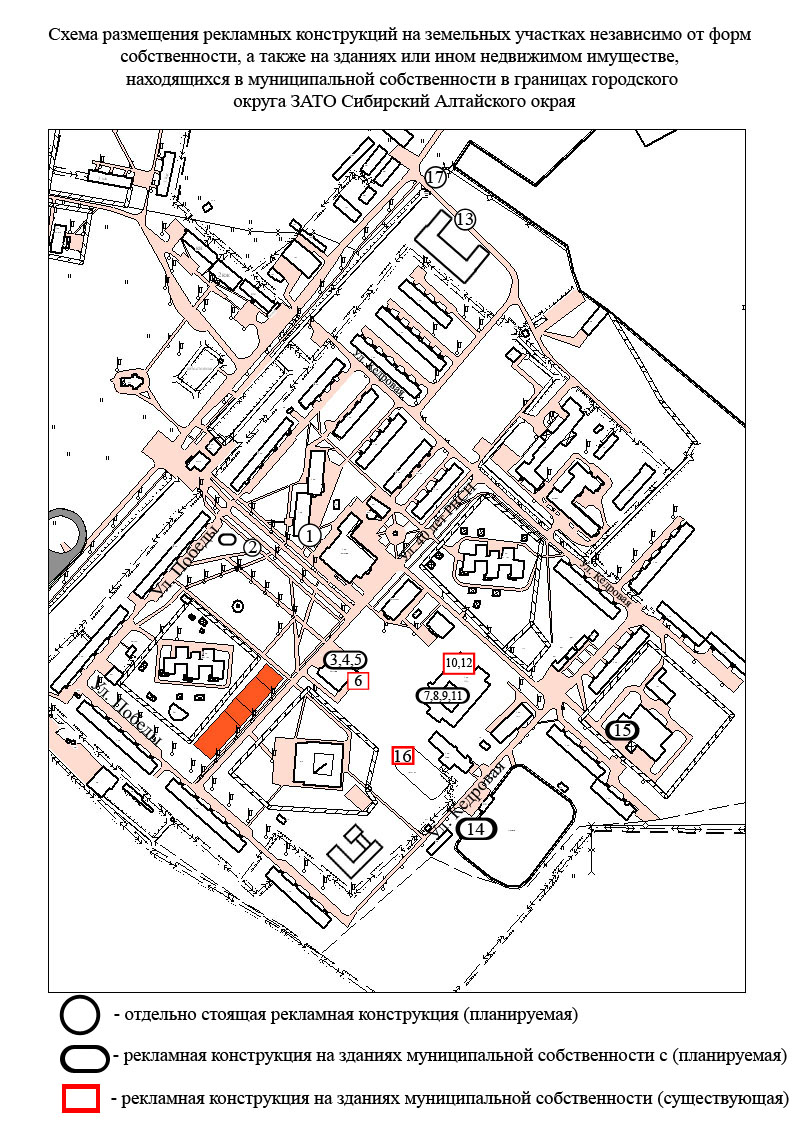 Схема размещения рекламных конструкций на земельных участках независимо от форм
собственности, а также на зданиях или ином недвижимом имуществе,
находящихся в муниципальной собственности в границах городского
округа ЗАТО Сибирский Алтайского окрая
17
13
ул. Кедровая
1
2
ул. Победы
ул. Кедровая
3,4,5
6
10,12
7,8,9,11
ул. Победы
15
16
ул. Кедровая
14
- отдельно стоящая рекламная конструкция (планируемая)
- рекламная конструкция на зданиях муниципальной собственности с (планируемая)
- рекламная конструкция на зданиях муниципальной собственности (существующая)